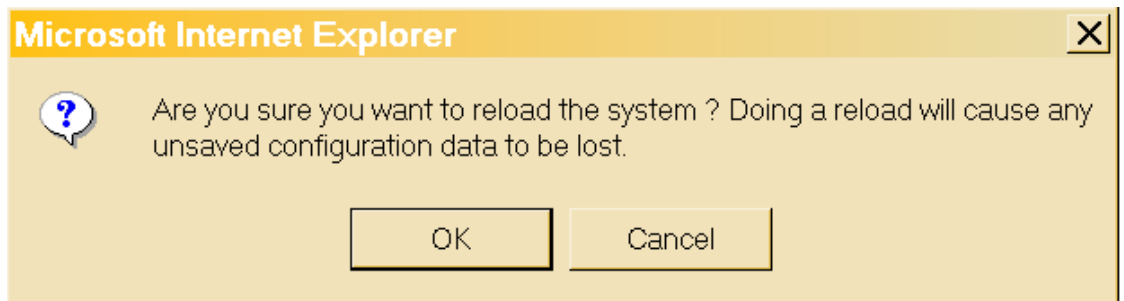 Microsoft Internet Explorer
Are you sure you want to reload the system ? Doing a reload will cause any
unsaved configuration data to be lost.
OK Cancel